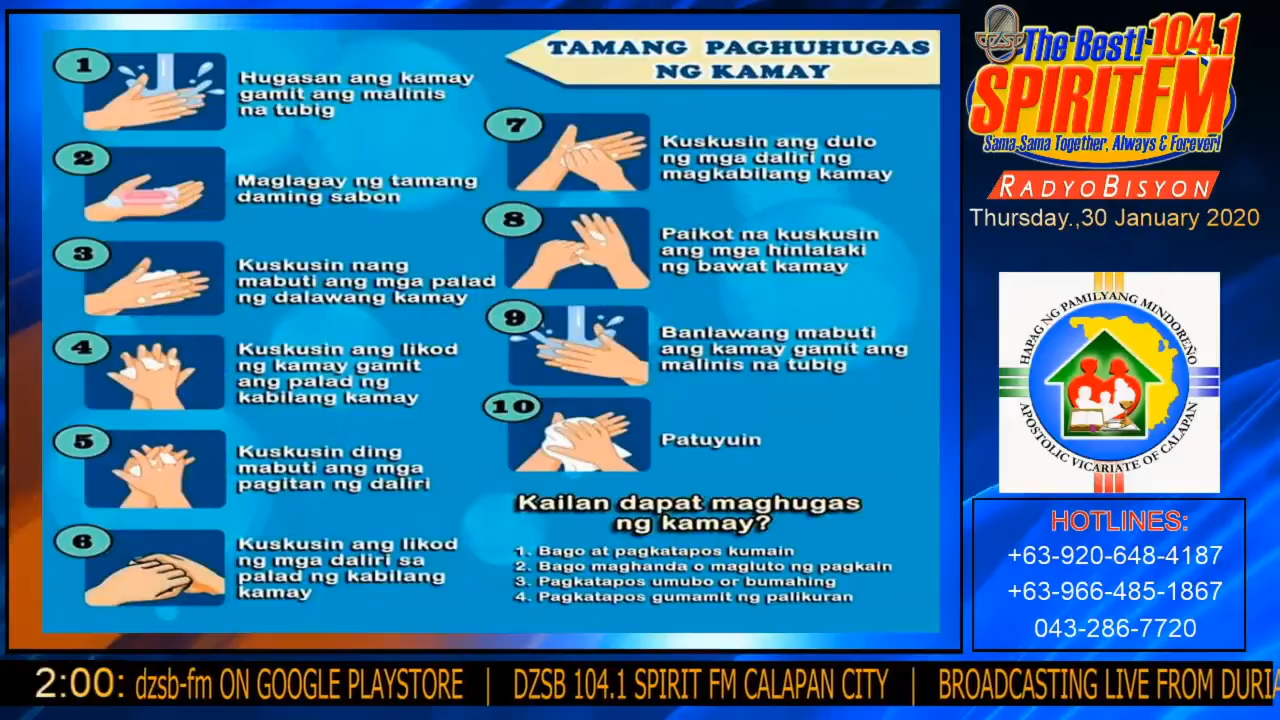 TAMANG PAGHUHUGAS
NG KAMAY
1
Hugasan ang kamay
gamit ang malinis
na tubig
2
Maglagay ng tamang
daming sabon
3
Kuskusin nang
mabuti ang mga palad
ng dalawang kamay
4
Kuskusin ang likod
ng kamay gamit
ang palad ng
kabilang kamay
5
Kuskusin ding
mabuti ang mga
pagitan ng daliri
6
Kuskusin ang likod
ng mga daliri sa
palad ng kabilang
kamay
7
Kuskusin ang dulo
ng mga daliri ng
magkabilang kamay
8
Paikot na kuskusin
ang mga hinlalaki
ng bawat kamay
9
Banlawang mabuti
ang kamay gamit ang
malinis na tubig
10
Patuyuin
Kailan dapat maghugas
ng kamay?
1. Bago at pagkatapos kumain
2. Bago maghanda o magluto ng pagkain
3. Pagkatapos umubo or bumahing
4. Pagkatapos gumamit ng palikuran
The Best! 104.1
SPIRIT FM
Sama-Sama Together, Always & Forever!
RADYOBISYON
Thursday.,30 January 2020
HAPAG NG PAMILYANG MINDOREÑO
APOSTOLIC VICARIATE OF CALAPAN
HOTLINES:
+63-920-648-4187
+63-966-485-1867
043-286-7720
2:00: dzsb-fm ON GOOGLE PLAYSTORE | DZSB 104.1 SPIRIT FM CALAPAN CITY | BROADCASTING LIVE FROM DURI